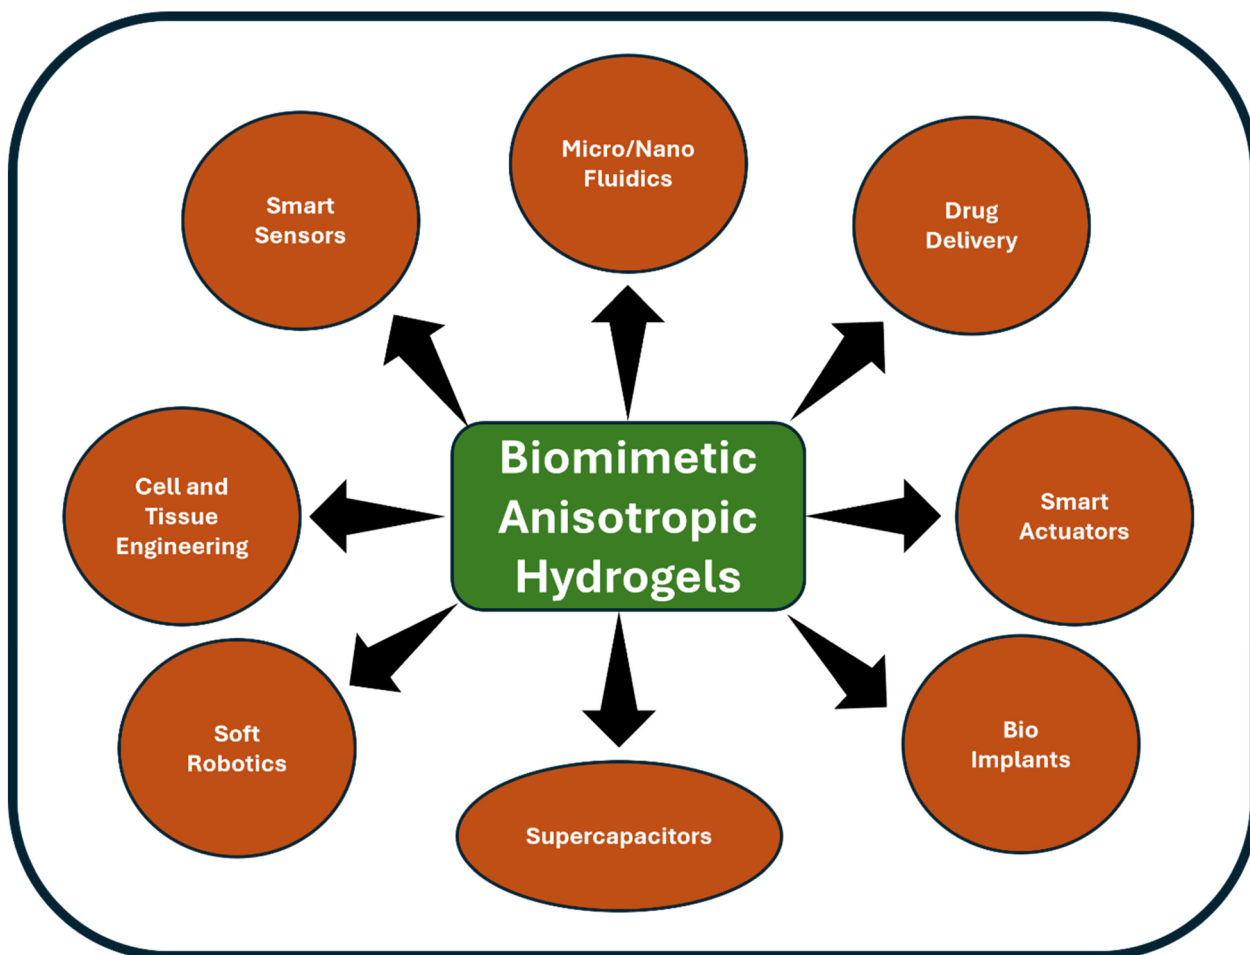 Micro/Nano
Fluidics
Smart
Sensors
Drug
Delivery
Biomimetic
Anisotropic
Hydrogels
Cell and
Tissue
Engineering
Smart
Actuators
Soft
Robotics
Bio
Implants
Supercapacitors